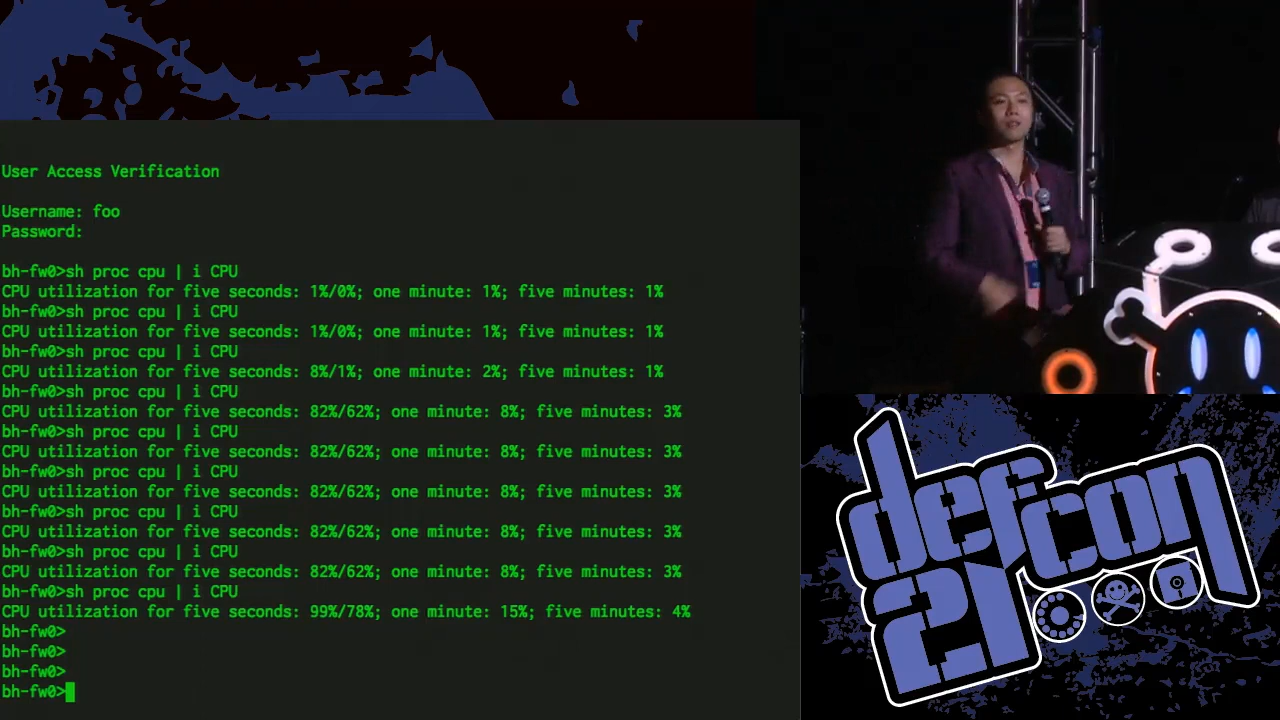 User Access Verification
Username: foo
Password:
bh-fw0>sh proc cpu | i CPU
CPU utilization for five seconds: 1%/0%; one minute: 1%; five minutes: 1%
bh-fw0>sh proc cpu | i CPU
CPU utilization for five seconds: 1%/0%; one minute: 1%; five minutes: 1%
bh-fw0>sh proc cpu | i CPU
CPU utilization for five seconds: 8%/1%; one minute: 2%; five minutes: 1%
bh-fw0>sh proc cpu | i CPU
CPU utilization for five seconds: 82%/62%; one minute: 8%; five minutes: 3%
bh-fw0>sh proc cpu | i CPU
CPU utilization for five seconds: 82%/62%; one minute: 8%; five minutes: 3%
bh-fw0>sh proc cpu | i CPU
CPU utilization for five seconds: 82%/62%; one minute: 8%; five minutes: 3%
bh-fw0>sh proc cpu | i CPU
CPU utilization for five seconds: 82%/62%; one minute: 8%; five minutes: 3%
bh-fw0>sh proc cpu | i CPU
CPU utilization for five seconds: 82%/62%; one minute: 8%; five minutes: 3%
bh-fw0>sh proc cpu | i CPU
CPU utilization for five seconds: 99%/78%; one minute: 15%; five minutes: 4%
bh-fw0>
bh-fw0>
bh-fw0>
bh-fw0>
defcon
21